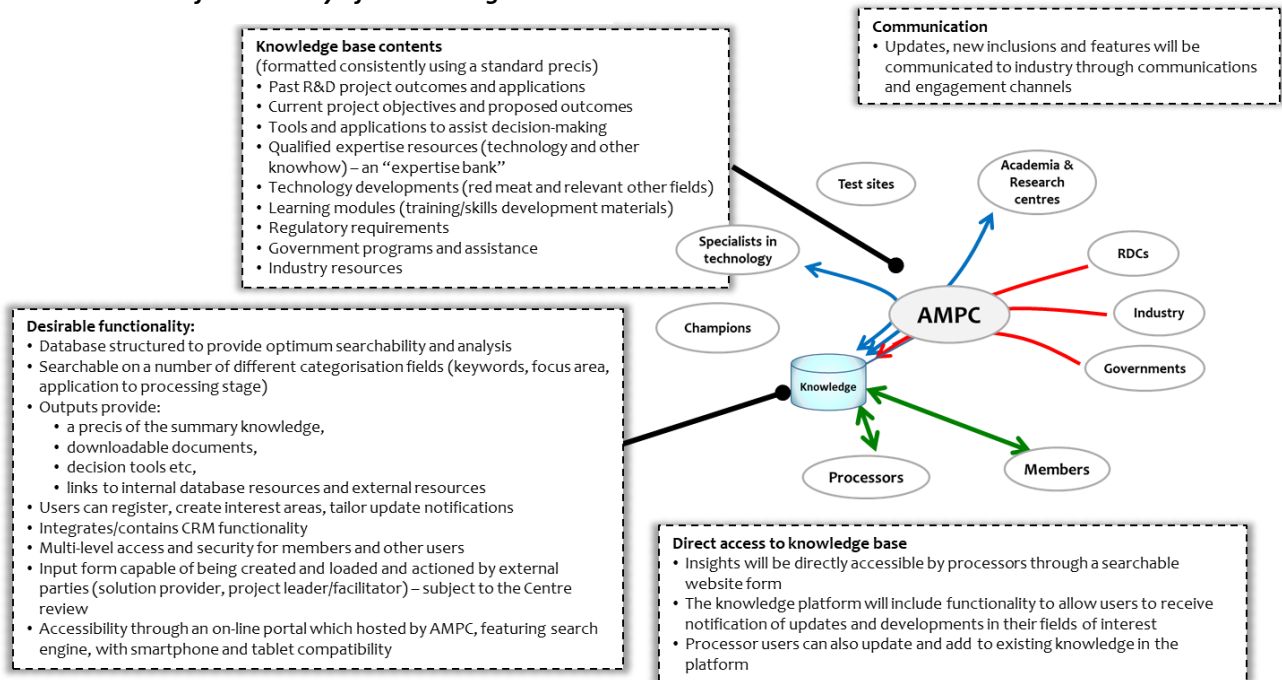 Knowledge base contents
(formatted consistently using a standard precis)
• Past R&D project outcomes and applications
• Current project objectives and proposed outcomes
• Tools and applications to assist decision-making
• Qualified expertise resources (technology and other
knowhow) – an “expertise bank”
• Technology developments (red meat and relevant other fields)
• Learning modules (training/skills development materials)
• Regulatory requirements
• Government programs and assistance
• Industry resources
Communication
• Updates, new inclusions and features will be
communicated to industry through communications
and engagement channels
Test sites
Academia &
Research
centres
Specialists in
technology
RDCs
AMPC
Industry
Champions
Governments
Knowledge
Processors
Members
Desirable functionality:
• Database structured to provide optimum searchability and analysis
• Searchable on a number of different categorisation fields (keywords, focus area,
application to processing stage)
• Outputs provide:
• a precis of the summary knowledge,
• downloadable documents,
• decision tools etc,
• links to internal database resources and external resources
• Users can register, create interest areas, tailor update notifications
• Integrates/contains CRM functionality
• Multi-level access and security for members and other users
• Input form capable of being created and loaded and actioned by external
parties (solution provider, project leader/facilitator) – subject to the Centre
review
• Accessibility through an on-line portal which hosted by AMPC, featuring search
engine, with smartphone and tablet compatibility
Direct access to knowledge base
• Insights will be directly accessible by processors through a searchable
website form
• The knowledge platform will include functionality to allow users to receive
notification of updates and developments in their fields of interest
• Processor users can also update and add to existing knowledge in the
platform